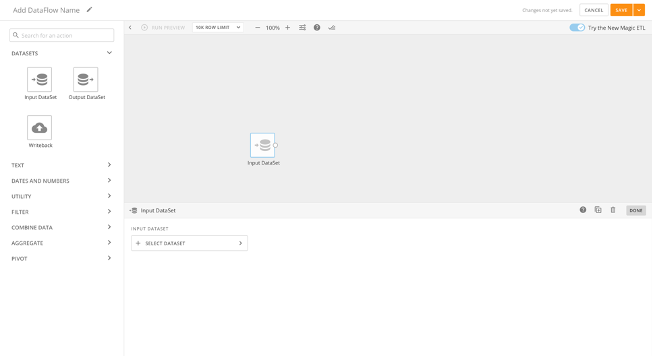 Add DataFlow Name
Changes not yet saved.
CANCEL
SAVE
Search for an action
RUN PREVIEW
10K ROW LIMIT
100%
Try the New Magic ETL
DATASETS
Input DataSet
Output DataSet
Writeback
TEXT
DATES AND NUMBERS
UTILITY
FILTER
COMBINE DATA
AGGREGATE
PIVOT
Input DataSet
Input DataSet
DONE
INPUT DATASET
SELECT DATASET